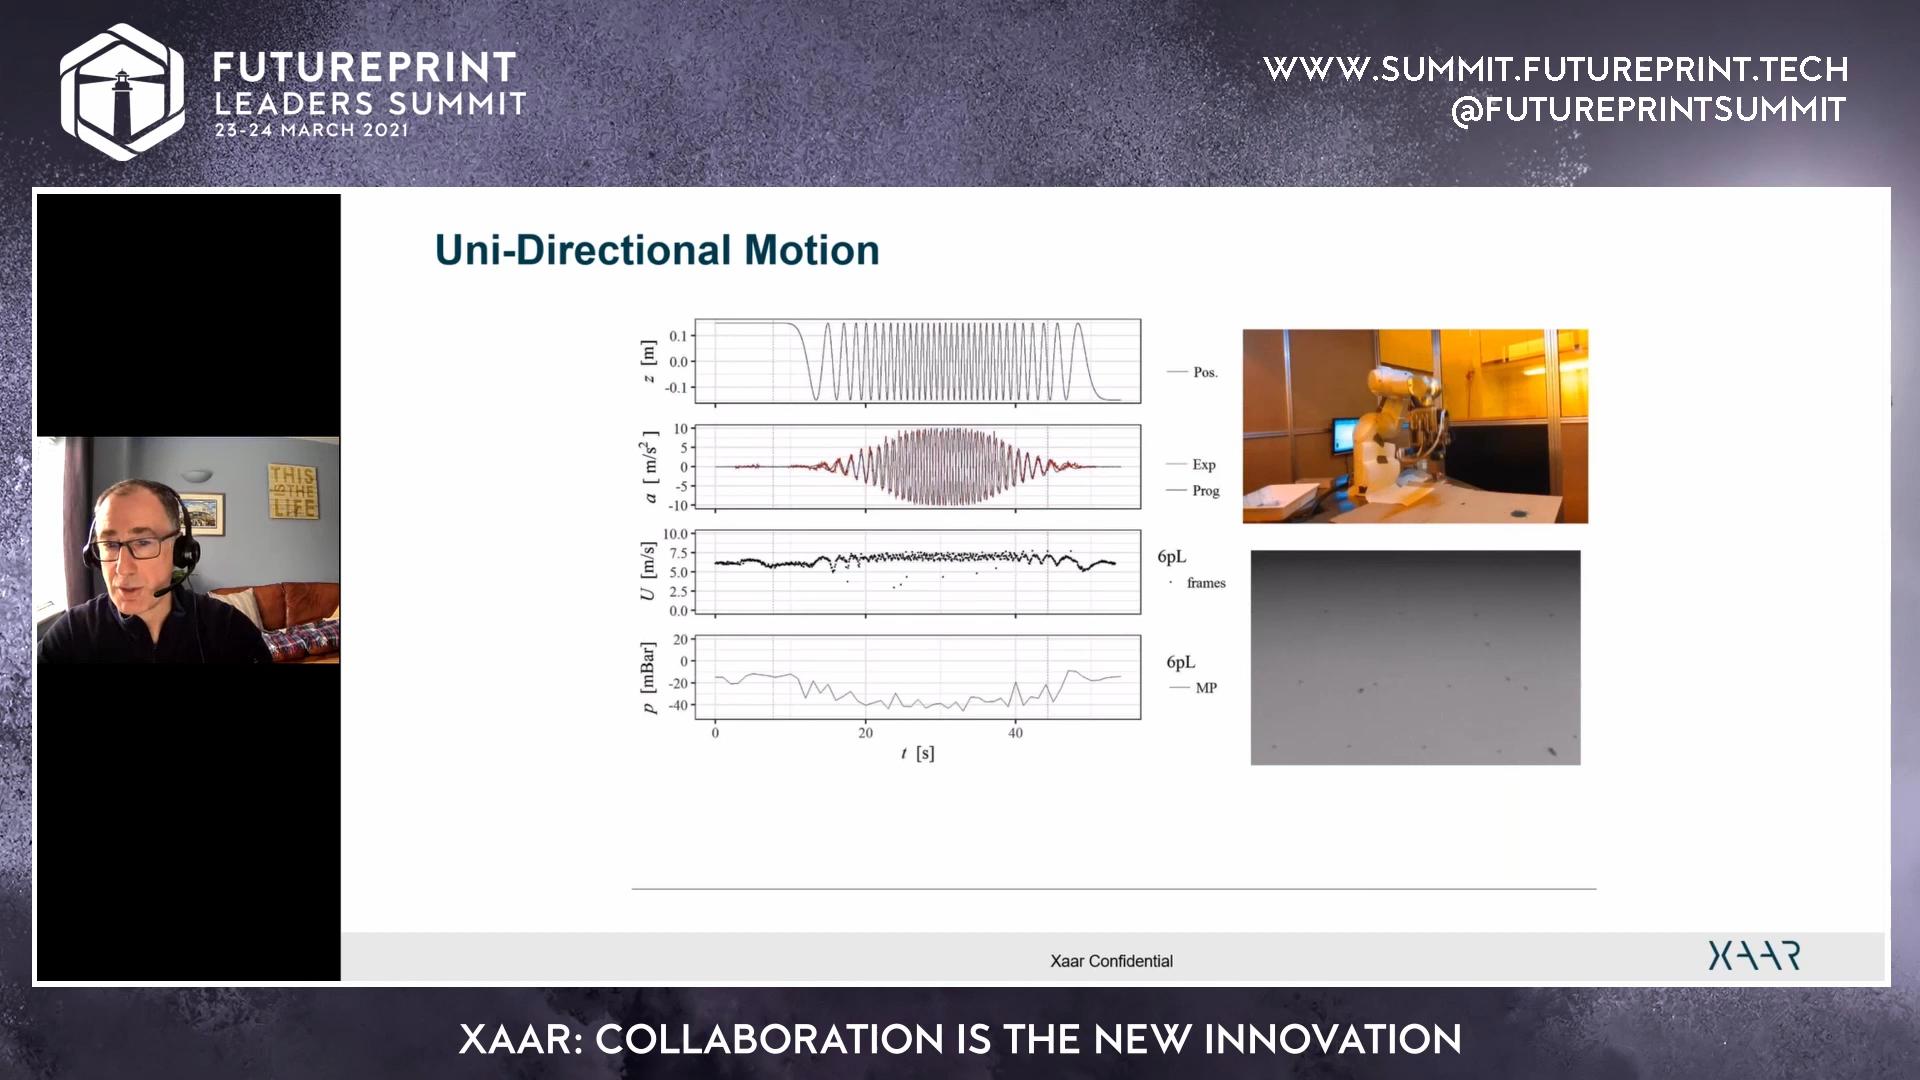 FUTUREPRINT
LEADERS SUMMIT
23-24 MARCH 2021
WWW.SUMMIT.FUTUREPRINT.TECH
@FUTUREPRINTSUMMIT
Uni-Directional Motion
z [m]
0.1
0.0
-0.1
Pos.
a [m/s²]
10
5
0
-5
-10
Exp
Prog
U [m/s]
10.0
7.5
5.0
2.5
0.0
6pL
frames
p [mBar]
20
0
-20
-40
6pL
MP
0 20 40
t [s]
THIS
IS THE
LIFE
Xaar Confidential
XAAR
XAAR: COLLABORATION IS THE NEW INNOVATION